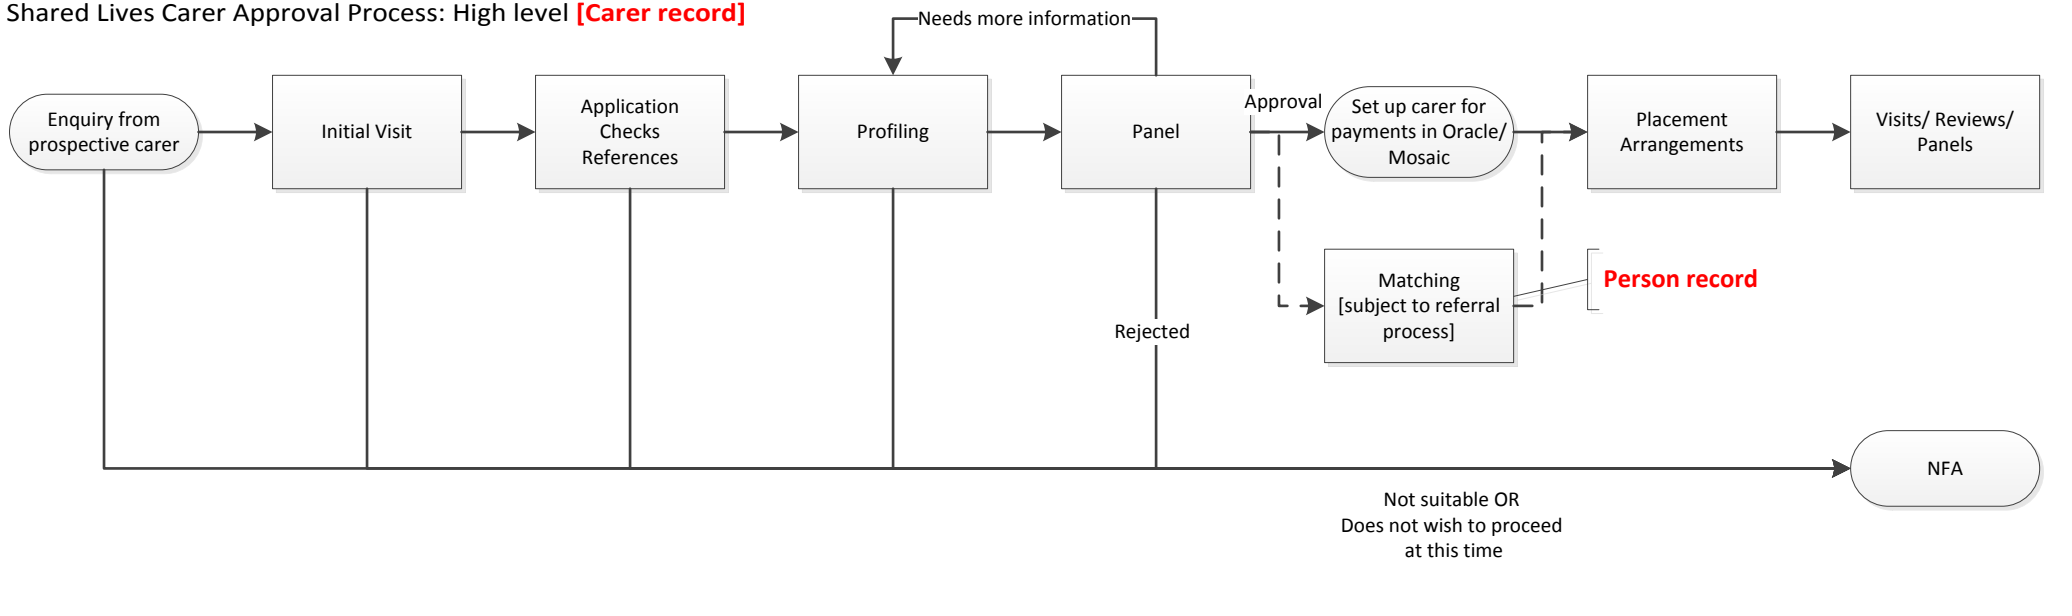 Shared Lives Carer Approval Process: High level [Carer record]
Needs more information
Enquiry from
prospective carer
Initial Visit
Application
Checks
References
Profiling
Panel
Approval
Set up carer for
payments in Oracle/
Mosaic
Placement
Arrangements
Visits/ Reviews/
Panels
Matching
[subject to referral
process]
Person record
Rejected
NFA
Not suitable OR
Does not wish to proceed
at this time